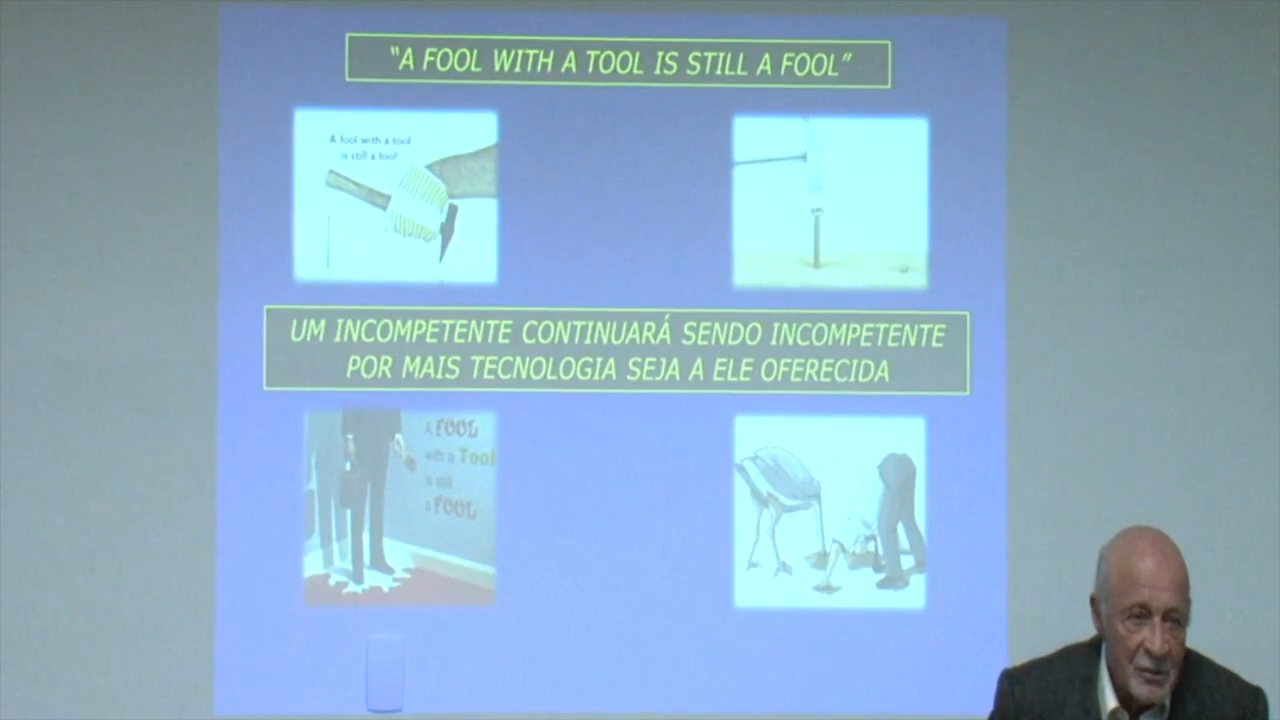 “A FOOL WITH A TOOL IS STILL A FOOL”
A fool with a tool
is still a fool!
UM INCOMPETENTE CONTINUARÁ SENDO INCOMPETENTE
POR MAIS TECNOLOGIA SEJA A ELE OFERECIDA
A FOOL
with a Tool
is still
a FOOL